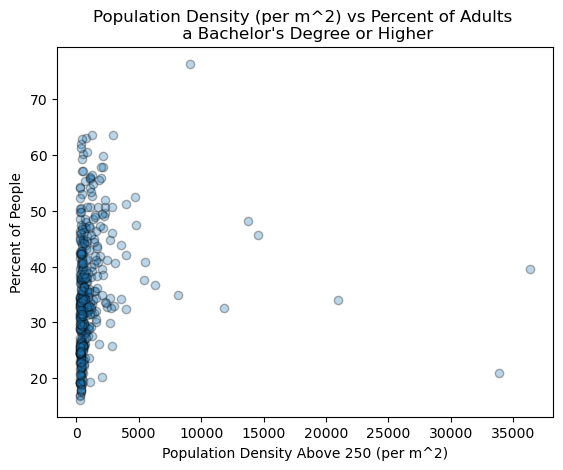 Population Density (per m^2) vs Percent of Adults
a Bachelor's Degree or Higher
Percent of People
70
60
50
40
30
20
0 5000 10000 15000 20000 25000 30000 35000
Population Density Above 250 (per m^2)